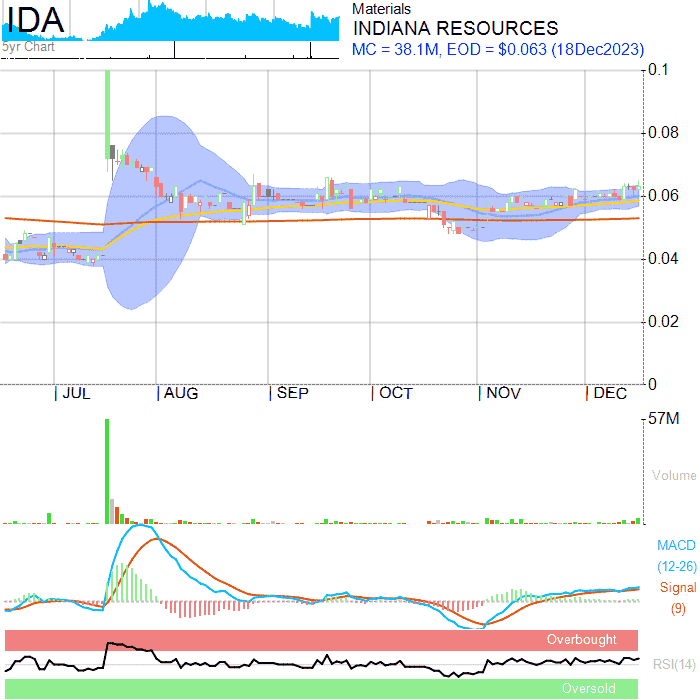 IDA
5yr Chart
Materials
INDIANA RESOURCES
MC = 38.1M, EOD = $0.063 (18Dec2023)
0.1
0.08
0.06
0.04
0.02
0
JUL AUG SEP OCT NOV DEC
57M
Volume
MACD
(12-26)
Signal
(9)
Overbought
RSI(14)
Oversold